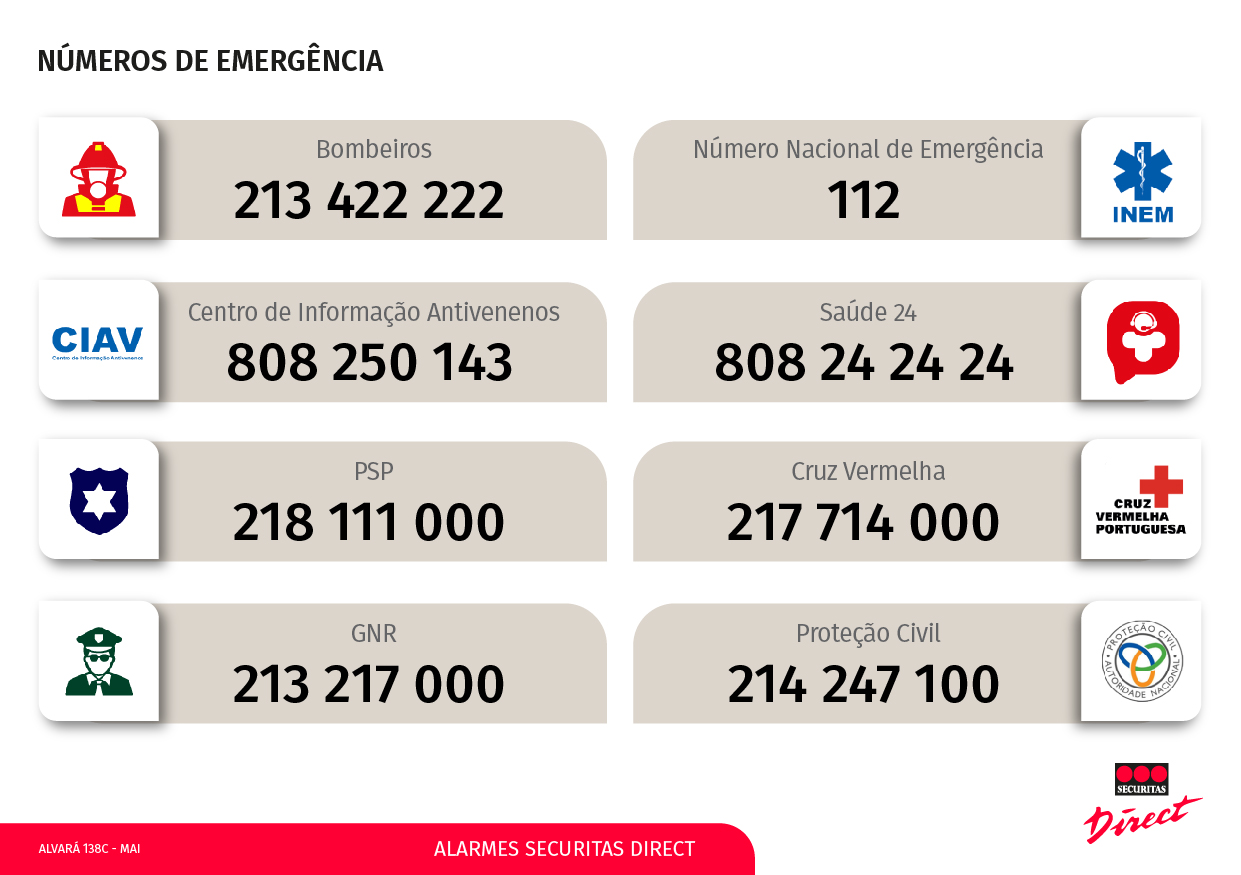 NÚMEROS DE EMERGÊNCIA
Bombeiros
213 422 222
Número Nacional de Emergência
112
INEM
CIAV
Centro de Informação Antivenenos
Centro de Informação Antivenenos
808 250 143
Saúde 24
808 24 24 24
PSP
218 111 000
Cruz Vermelha
217 714 000
CRUZ
VERMELHA
PORTUGUESA
GNR
213 217 000
Proteção Civil
214 247 100
PROTEÇÃO CIVIL
AUTORIDADE NACIONAL
SECURITAS
Direct
ALVARÁ 138C - MAI
ALARMES SECURITAS DIRECT